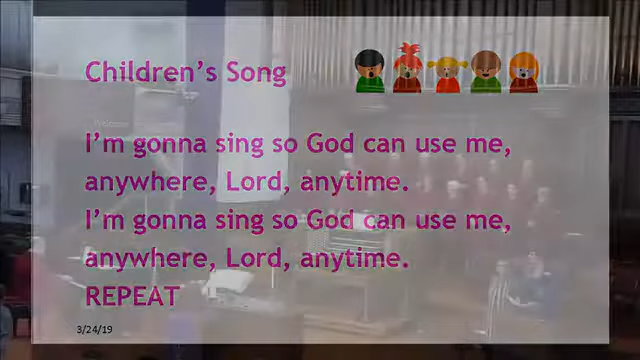 Children's Song
I'm gonna sing so God can use me,
anywhere, Lord, anytime.
I'm gonna sing so God can use me,
anywhere, Lord, anytime.
REPEAT
3/24/19